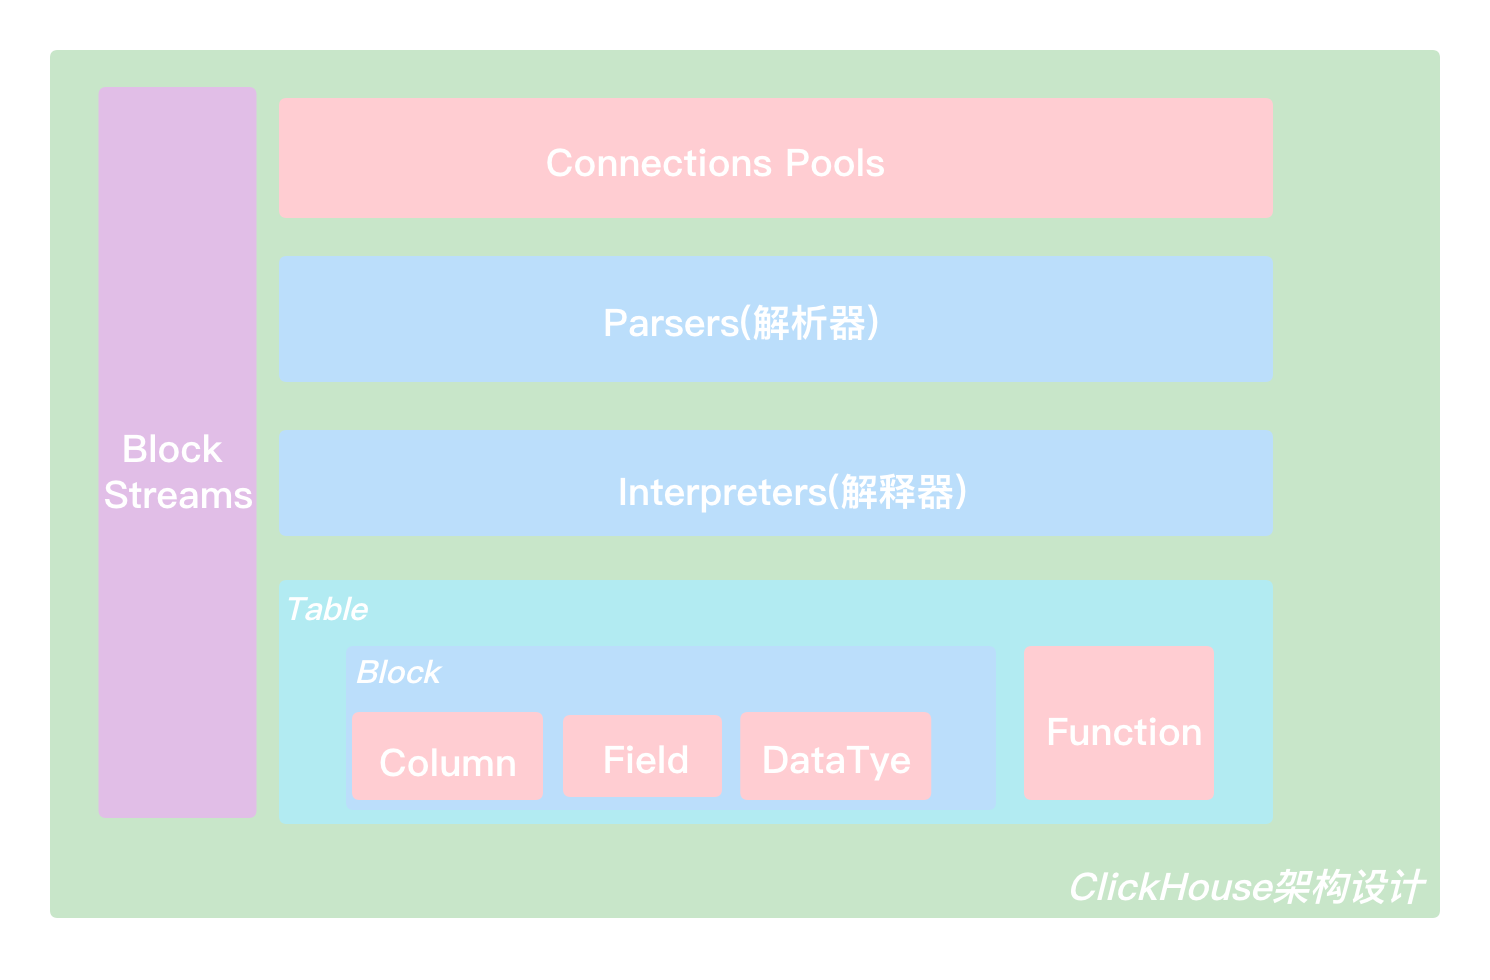 Connections Pools
Parsers(解析器)
Block
Streams
Interpreters(解释器)
Table
Block
Column
Field
DataTye
Function
ClickHouse架构设计